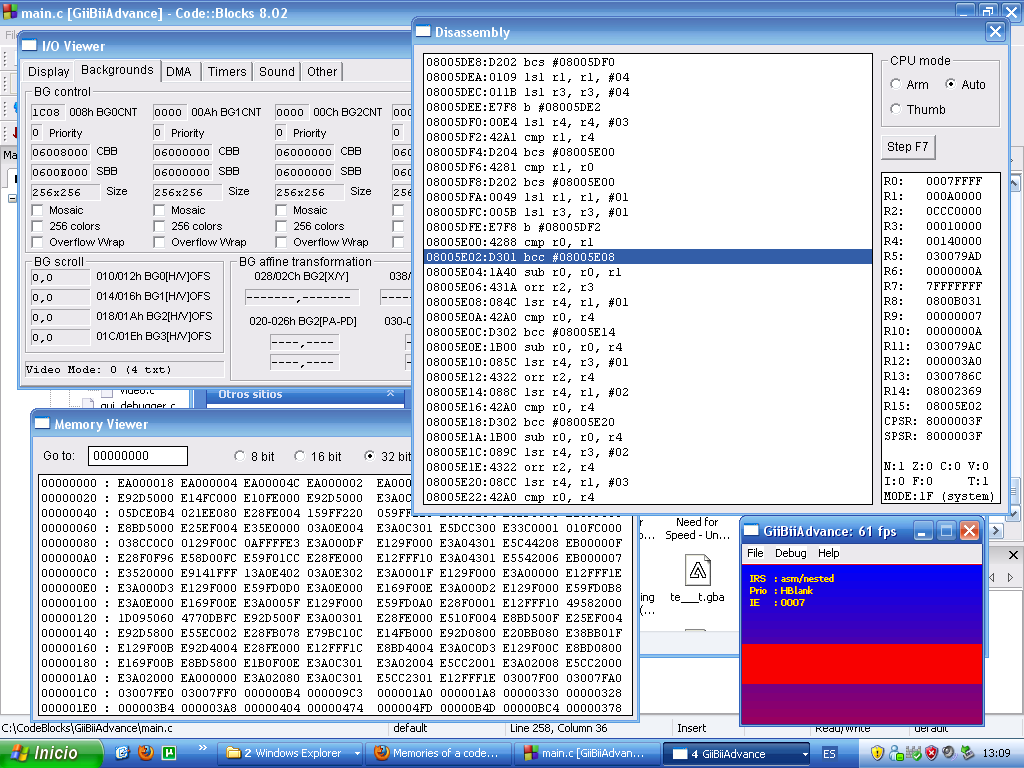 main.c [GiiBiiAdvance] - Code::Blocks 8.02
I/O Viewer
Display Backgrounds DMA Timers Sound Other
BG control
1C08 008h BG0CNT 0000 00Ah BG1CNT 0000 00Ch BG2CNT
0 Priority 0 Priority 0 Priority 0
06008000 CBB 06000000 CBB 06000000 CBB
0600E000 SBB 06000000 SBB 06000000 SBB
256x256 Size 256x256 Size 256x256 Size
Mosaic Mosaic Mosaic
256 colors 256 colors 256 colors
Overflow Wrap Overflow Wrap Overflow Wrap
BG scroll
0,0 010/012h BG0[H/V]OFS
0,0 014/016h BG1[H/V]OFS
0,0 018/01Ah BG2[H/V]OFS
0,0 01C/01Eh BG3[H/V]OFS
BG affine transformation
028/02Ch BG2[X/Y]
-------,-------
020-026h BG2[PA-PD]
----,----
----,----
Video Mode: 0 (4 txt)
Disassembly
08005DE8:D202 bcs #08005DF0
08005DEA:0109 lsl r1, r1, #04
08005DEC:011B lsl r3, r3, #04
08005DEE:E7F8 b #08005DE2
08005DF0:00E4 lsl r4, r4, #03
08005DF2:42A1 cmp r1, r4
08005DF4:D204 bcs #08005E00
08005DF6:4281 cmp r1, r0
08005DF8:D202 bcs #08005E00
08005DFA:0049 lsl r1, r1, #01
08005DFC:005B lsl r3, r3, #01
08005DFE:E7F8 b #08005DF2
08005E00:4288 cmp r0, r1
08005E02:D301 bcc #08005E08
08005E04:1A40 sub r0, r0, r1
08005E06:431A orr r2, r3
08005E08:084C lsr r4, r1, #01
08005E0A:42A0 cmp r0, r4
08005E0C:D302 bcc #08005E14
08005E0E:1B00 sub r0, r0, r4
08005E10:085C lsr r4, r3, #01
08005E12:4322 orr r2, r4
08005E14:088C lsr r4, r1, #02
08005E16:42A0 cmp r0, r4
08005E18:D302 bcc #08005E20
08005E1A:1B00 sub r0, r0, r4
08005E1C:089C lsr r4, r3, #02
08005E1E:4322 orr r2, r4
08005E20:08CC lsr r4, r1, #03
08005E22:42A0 cmp r0, r4
CPU mode
Arm Auto
Thumb
Step F7
R0: 0007FFFF
R1: 000A0000
R2: 0CCC0000
R3: 00010000
R4: 00140000
R5: 030079AD
R6: 0000000A
R7: 7FFFFFFF
R8: 0800B031
R9: 00000007
R10: 0000000A
R11: 030079AC
R12: 000003A0
R13: 0300786C
R14: 08002369
R15: 08005E02
CPSR: 8000003F
SPSR: 8000003F
N:1 Z:0 C:0 V:0
I:0 F:0 T:1
MODE:1F (system)
video.c
gui_debugger.c
Otros sitios
Memory Viewer
Go to: 00000000 8 bit 16 bit 32 bit
00000000 : EA000018 EA000004 EA00004C EA000002
00000020 : E92D5000 E14FC000 E10FE000 E92D5000
00000040 : 05DCE0B4 021EE080 E28FE004 159FF220
00000060 : E8BD5000 E25EF004 E35E0000 03A0E004 E3A0C301 E5DCC300 E33C0001 010FC000
00000080 : 038CC0C0 0129F00C 0AFFFFE3 E3A000DF E129F000 E3A04301 E5C44208 EB00000F
000000A0 : E28F0F96 E58D00FC E59F01CC E28FE000 E12FFF10 E3A04301 E5542006 EB000007
000000C0 : E3520000 E9141FFF 13A0E402 03A0E302 E3A0001F E129F000 E3A00000 E12FFF1E
000000E0 : E3A000D3 E129F000 E59FD0D0 E3A0E000 E169F00E E3A000D2 E129F000 E59FD0B8
00000100 : E3A0E000 E169F00E E3A0005F E129F000 E59FD0A0 E28F0001 E12FFF10 49582000
00000120 : 1D095060 4770DBFC E92D500F E3A00301 E28FE000 E510F004 E8BD500F E25EF004
00000140 : E92D5800 E55EC002 E28FB078 E79BC10C E14FB000 E92D0800 E20BB080 E38BB01F
00000160 : E129F00B E92D4004 E28FE000 E12FFF1C E8BD4004 E3A0C0D3 E129F00C E8BD0800
00000180 : E169F00B E8BD5800 E1B0F00E E3A0C301 E3A02004 E5CC2001 E3A02008 E5CC2000
000001A0 : E3A02000 EA000000 E3A02080 E3A0C301 E5CC2301 E12FFF1E 03007F00 03007FA0
000001C0 : 03007FE0 03007FF0 000000B4 000009C3 000001A0 000001A8 00000330 00000328
000001E0 : 000003B4 000003A8 00000404 00000474 000004FD 00000B4D 00000BC4 00000378
Need for
Speed - Un...
te___t.gba
GiiBiiAdvance: 61 fps
File Debug Help
IRS : asm/nested
Prio : HBlank
IE : 0007
C:\CodeBlocks\GiiBiiAdvance\main.c default Line 258, Column 36 Insert Read/Write default
Inicio 2 Windows Explorer Memories of a code... main.c [GiiBiiAdvan... 4 GiiBiiAdvance ES 13:09